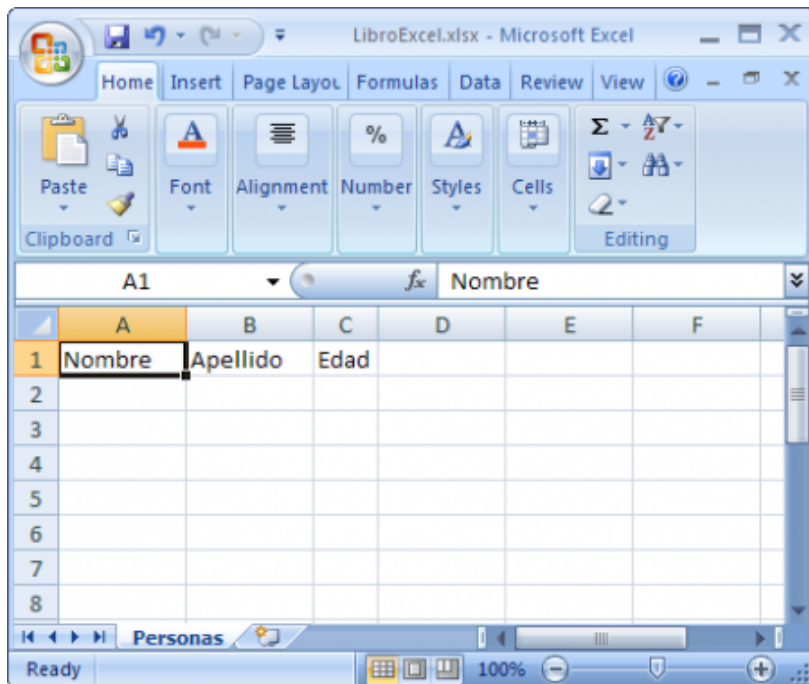 LibroExcel.xlsx - Microsoft Excel
Home Insert Page Layou Formulas Data Review View
Paste Font Alignment Number Styles Cells
Clipboard Editing
A1 fx Nombre
A B C D E F
1 Nombre Apellido Edad
2
3
4
5
6
7
8
Personas
Ready 100%